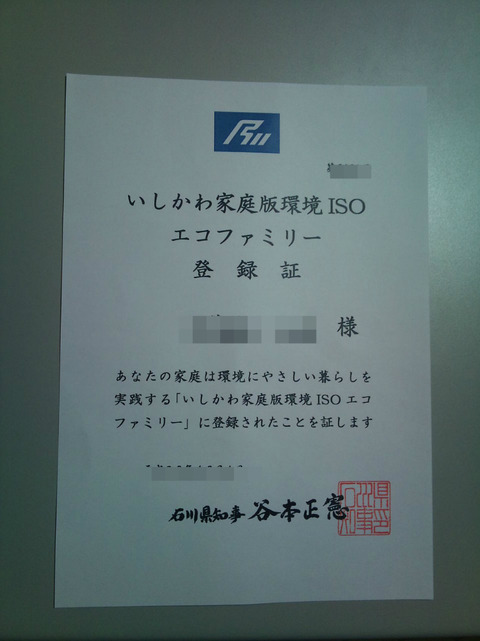 いしかわ家庭版環境ISO
エコファミリー
登録証
様
あなたの家庭は環境にやさしい暮らしを
実践する「いしかわ家庭版環境ISOエコ
ファミリー」に登録されたことを証します
石川県知事 谷本正憲